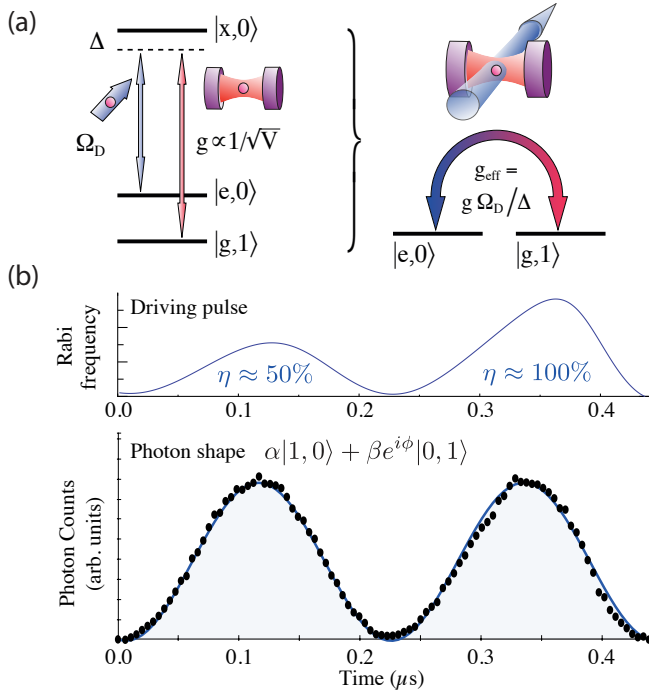 (a)
|x,0⟩
Δ
Ω_D
g ∝ 1/√V
|e,0⟩
|g,1⟩
g_eff =
g Ω_D/Δ
|e,0⟩ |g,1⟩
(b)
Driving pulse
Rabi
frequency
η ≈ 50% η ≈ 100%
0.0 0.1 0.2 0.3 0.4
Photon shape α|1,0⟩ + βe^{iϕ}|0,1⟩
Photon Counts
(arb. units)
0.0 0.1 0.2 0.3 0.4
Time (μs)